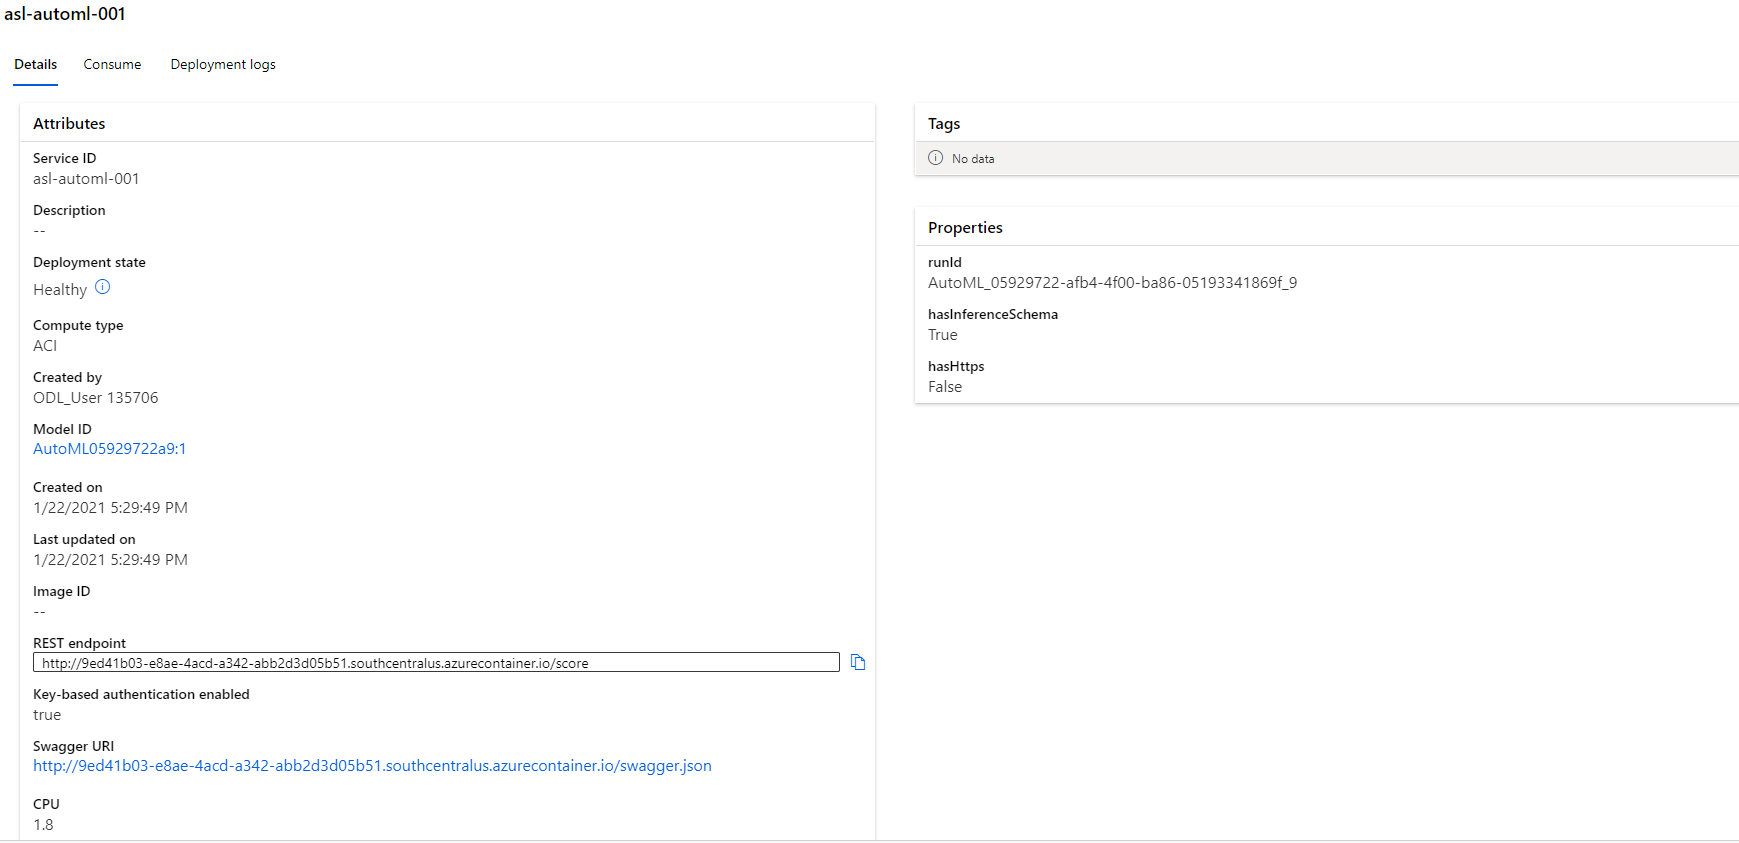 asl-automl-001
Details Consume Deployment logs
Attributes
Service ID
asl-automl-001
Description
--
Deployment state
Healthy
Compute type
ACI
Created by
ODL_User 135706
Model ID
AutoML05929722a9:1
Created on
1/22/2021 5:29:49 PM
Last updated on
1/22/2021 5:29:49 PM
Image ID
--
REST endpoint
http://9ed41b03-e8ae-4acd-a342-abb2d3d05b51.southcentralus.azurecontainer.io/score
Key-based authentication enabled
true
Swagger URI
http://9ed41b03-e8ae-4acd-a342-abb2d3d05b51.southcentralus.azurecontainer.io/swagger.json
CPU
1.8
Tags
No data
Properties
runId
AutoML_05929722-afb4-4f00-ba86-05193341869f_9
hasInferenceSchema
True
hasHttps
False